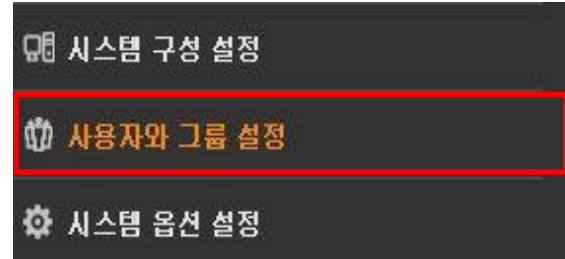 시스템 구성 설정
사용자와 그룹 설정
시스템 옵션 설정